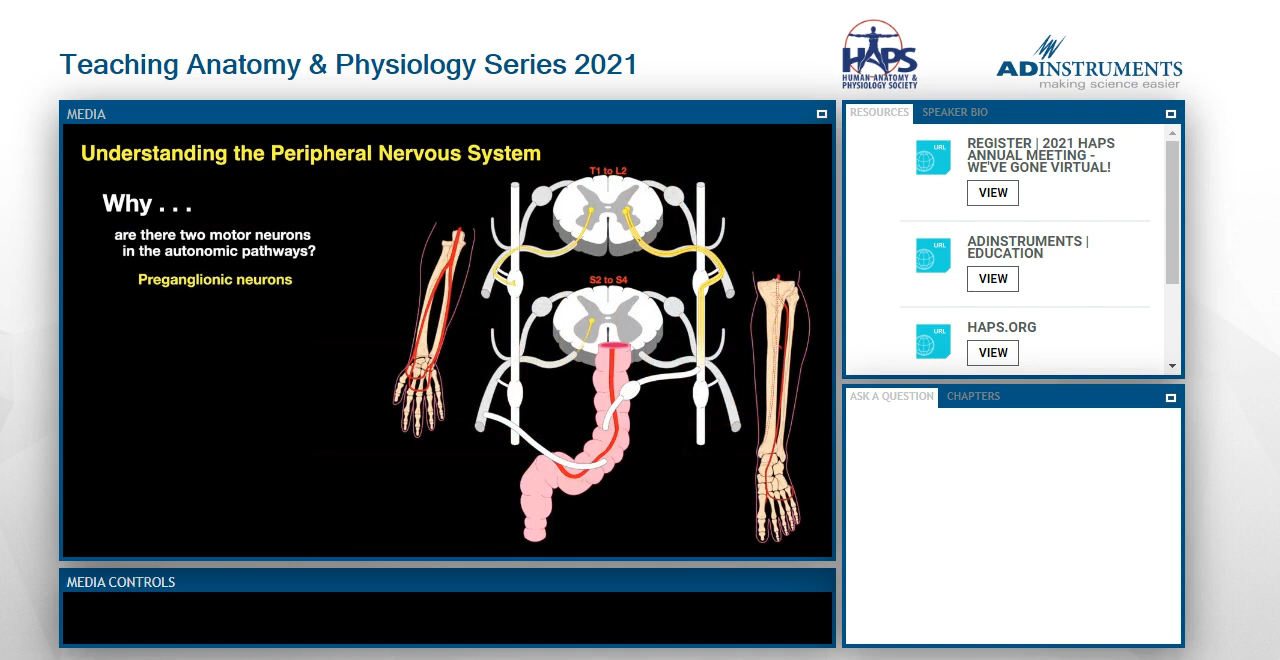 Teaching Anatomy & Physiology Series 2021
HAPS
HUMAN ANATOMY &
PHYSIOLOGY SOCIETY
ADINSTRUMENTS
making science easier
MEDIA
Understanding the Peripheral Nervous System
Why . . .
are there two motor neurons
in the autonomic pathways?
Preganglionic neurons
T1 to L2
S2 to S4
MEDIA CONTROLS
RESOURCES
SPEAKER BIO
URL
REGISTER | 2021 HAPS
ANNUAL MEETING -
WE'VE GONE VIRTUAL!
VIEW
URL
ADINSTRUMENTS |
EDUCATION
VIEW
URL
HAPS.ORG
VIEW
ASK A QUESTION
CHAPTERS